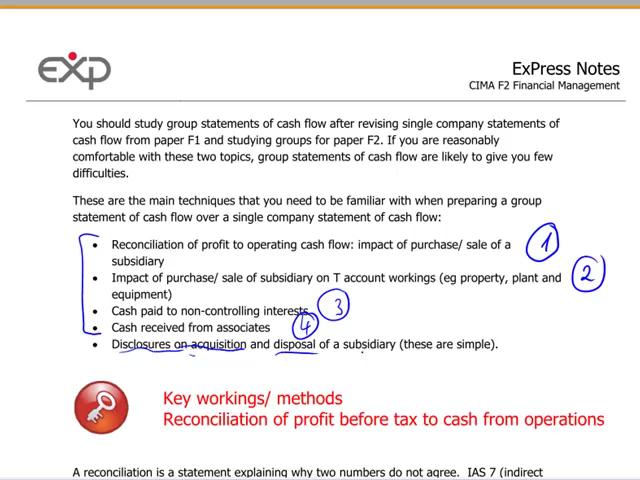 exp
ExPress Notes
CIMA F2 Financial Management
You should study group statements of cash flow after revising single company statements of
cash flow from paper F1 and studying groups for paper F2. If you are reasonably
comfortable with these two topics, group statements of cash flow are likely to give you few
difficulties.
These are the main techniques that you need to be familiar with when preparing a group
statement of cash flow over a single company statement of cash flow:
• Reconciliation of profit to operating cash flow: impact of purchase/ sale of a
subsidiary
1
• Impact of purchase/ sale of subsidiary on T account workings (eg property, plant and
equipment)
2
• Cash paid to non-controlling interests
3
• Cash received from associates
4
• Disclosures on acquisition and disposal of a subsidiary (these are simple).
Key workings/ methods
Reconciliation of profit before tax to cash from operations
A reconciliation is a statement explaining why two numbers do not agree. IAS 7 (indirect